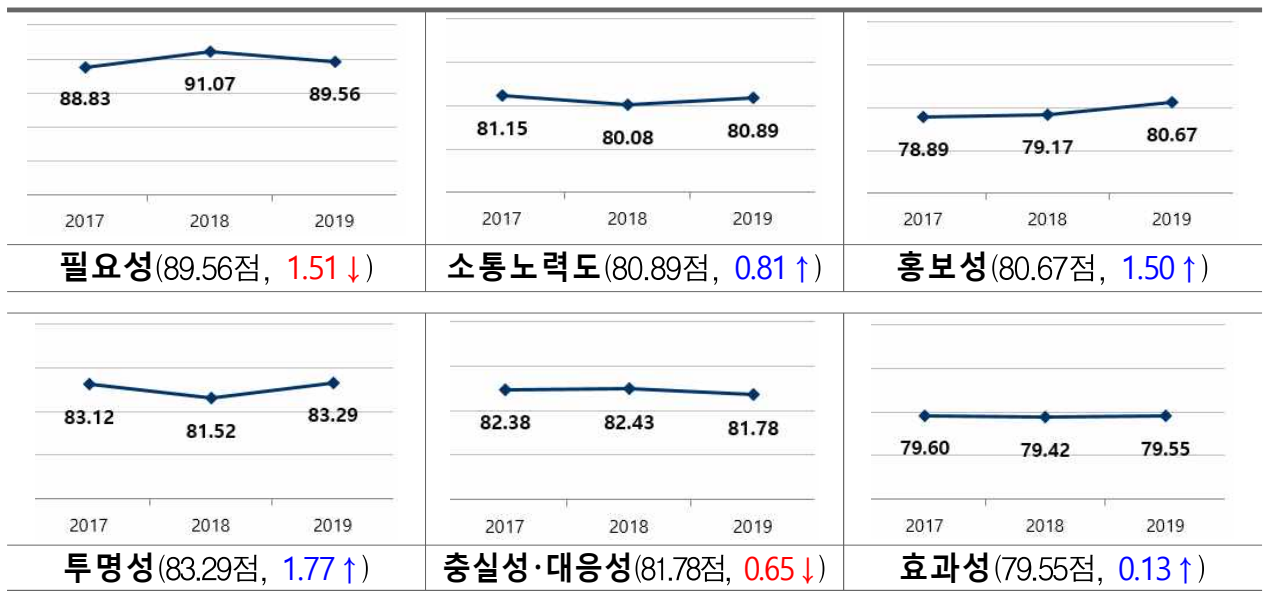 88.83 91.07 89.56
2017 2018 2019
필요성(89.56점, 1.51↓)
81.15 80.08 80.89
2017 2018 2019
소통노력도(80.89점, 0.81↑)
78.89 79.17 80.67
2017 2018 2019
홍보성(80.67점, 1.50↑)
83.12 81.52 83.29
2017 2018 2019
투명성(83.29점, 1.77↑)
82.38 82.43 81.78
2017 2018 2019
충실성·대응성(81.78점, 0.65↓)
79.60 79.42 79.55
2017 2018 2019
효과성(79.55점, 0.13↑)